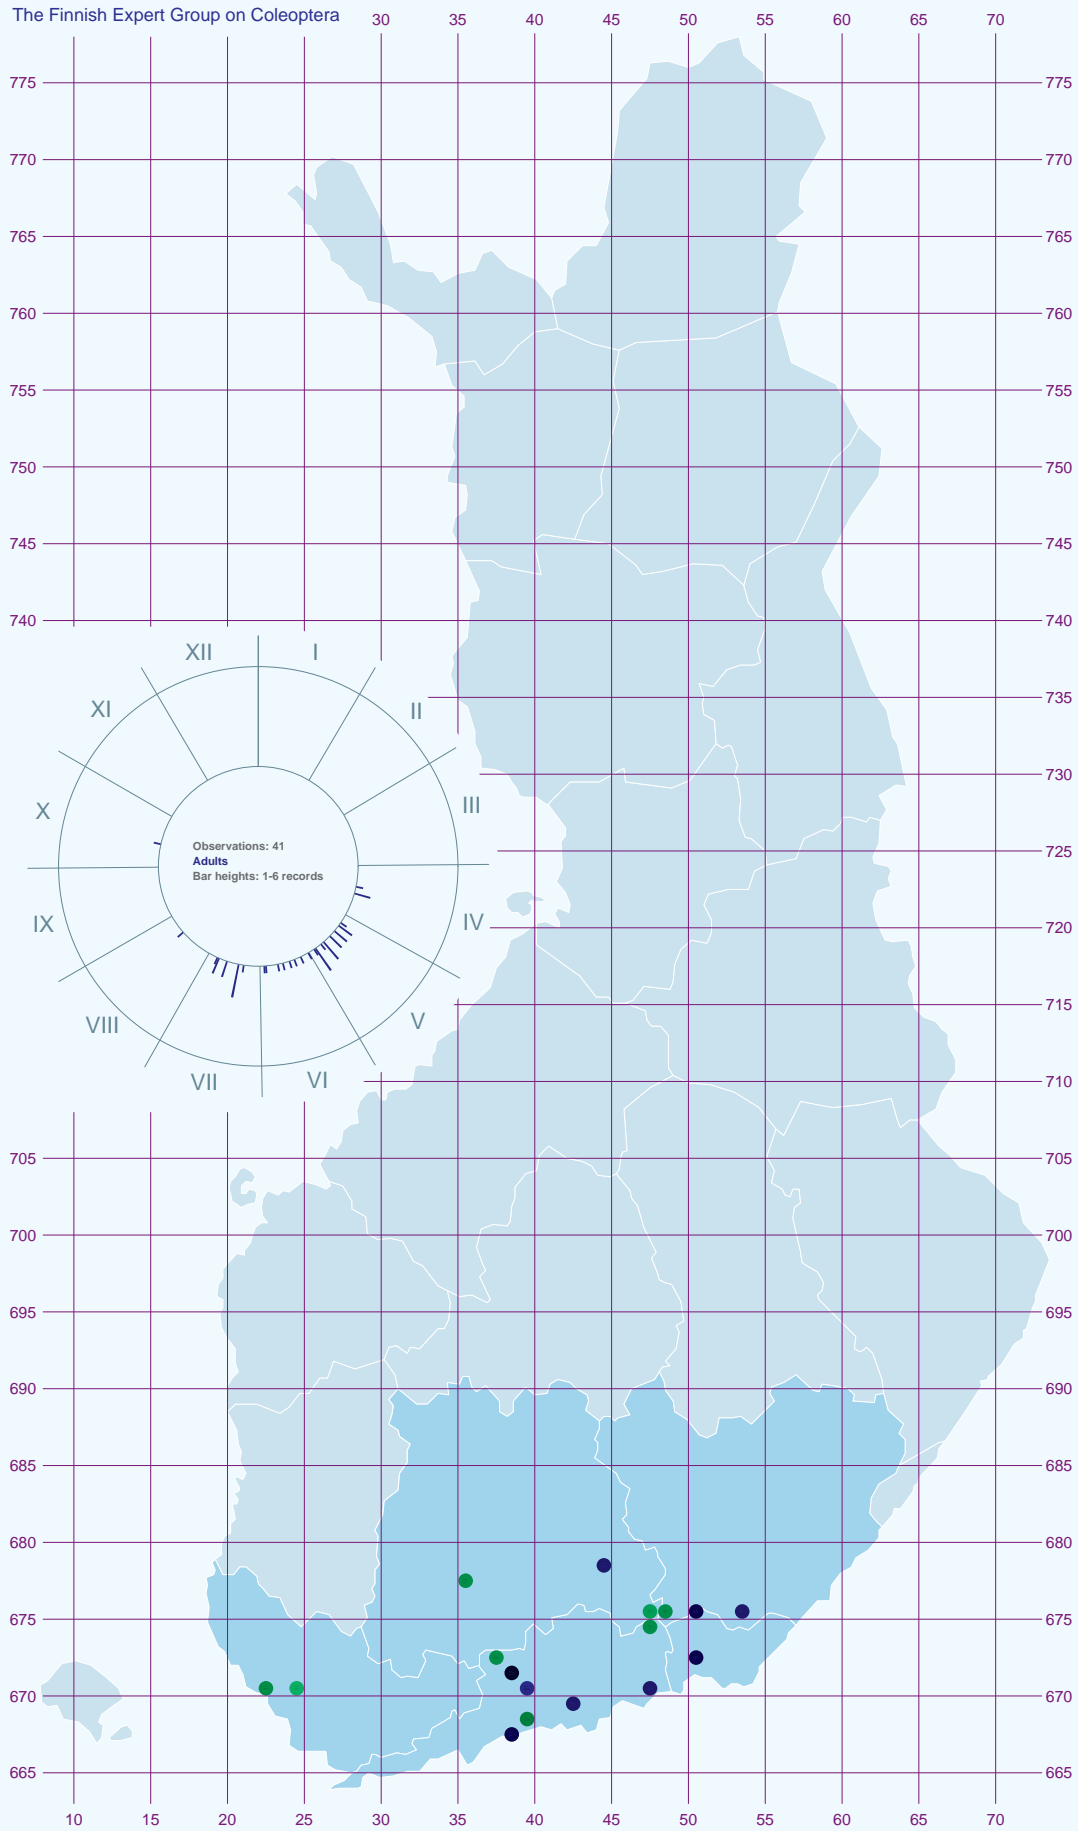 The Finnish Expert Group on Coleoptera
30 35 40 45 50 55 60 65 70
775 775
770 770
765 765
760 760
755 755
750 750
745 745
740 740
XII I
XI II
735
730
X III
Observations: 41
Adults
Bar heights: 1-6 records
725
IX IV
720
VIII V
715
VII VI
710
705 705
700 700
695 695
690 690
685 685
680 680
675 675
670 670
665 665
10 15 20 25 30 35 40 45 50 55 60 65 70